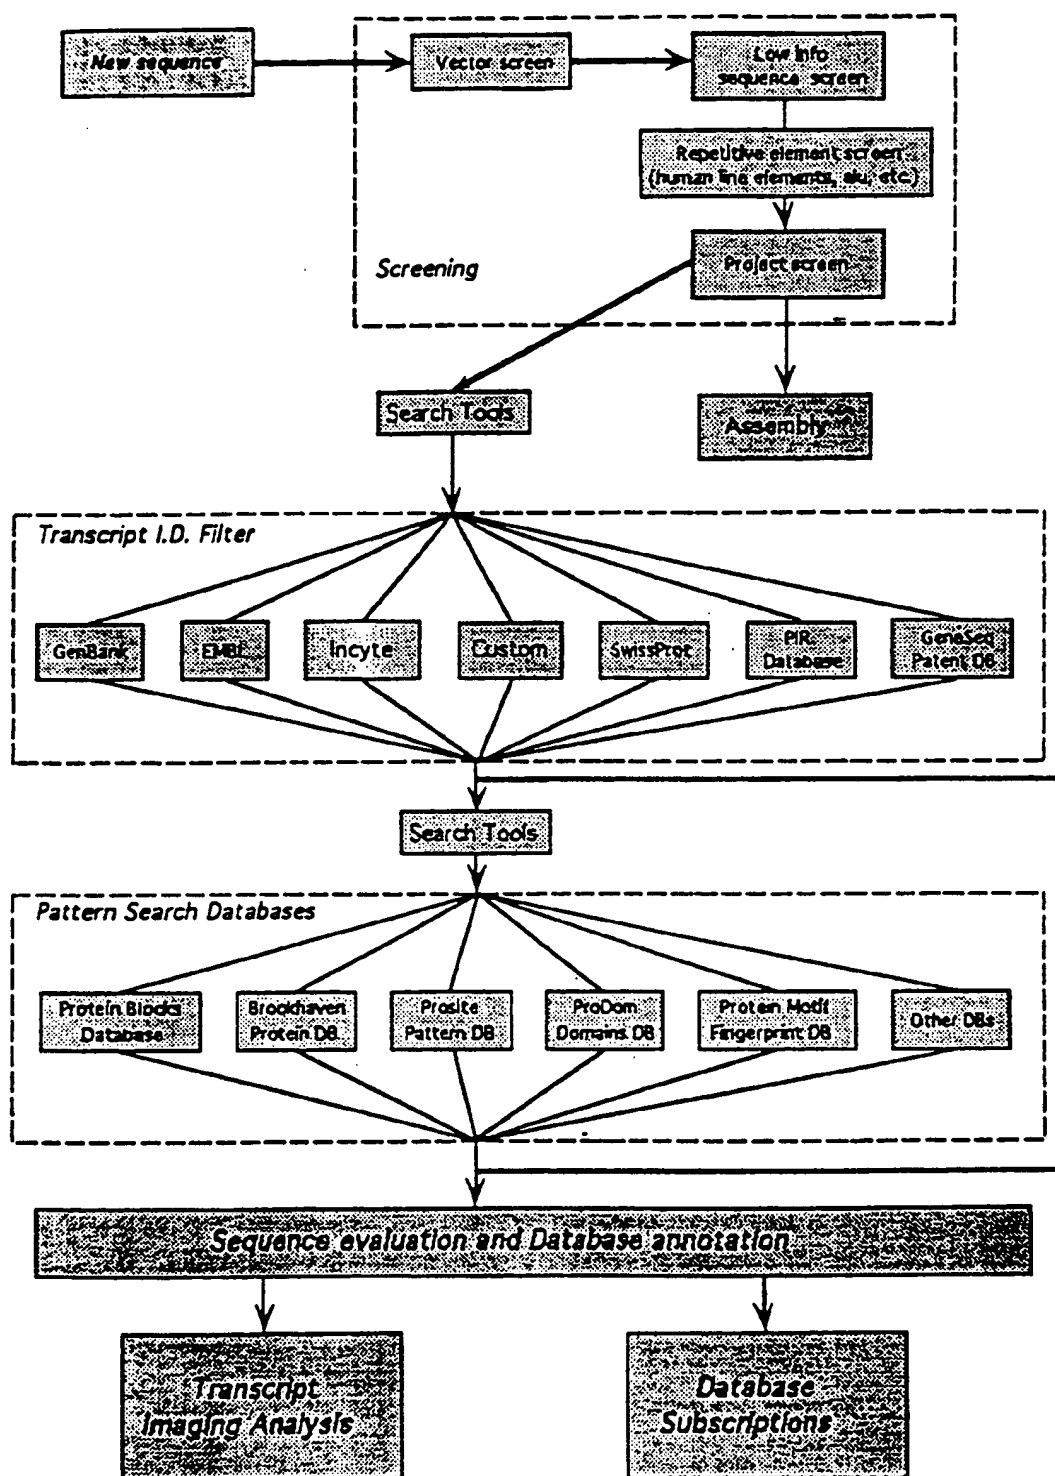 New sequence
Vector screen
Low info
sequence screen
Repetitive element screen
(human line elements, alu, etc.)
Screening
Project screen
Search Tools
Assembly
Transcript I.D. Filter
GenBank
EMBL
Incyte
Custom
SwissProt
PIR
Database
GeneSeq
Patent DB
Search Tools
Pattern Search Databases
Protein Blocks
Database
Brookhaven
Protein DB
Prosite
Pattern DB
ProDom
Domains DB
Protein Motif
Fingerprint DB
Other DBs
Sequence evaluation and Database annotation
Transcript
Imaging Analysis
Database
Subscriptions